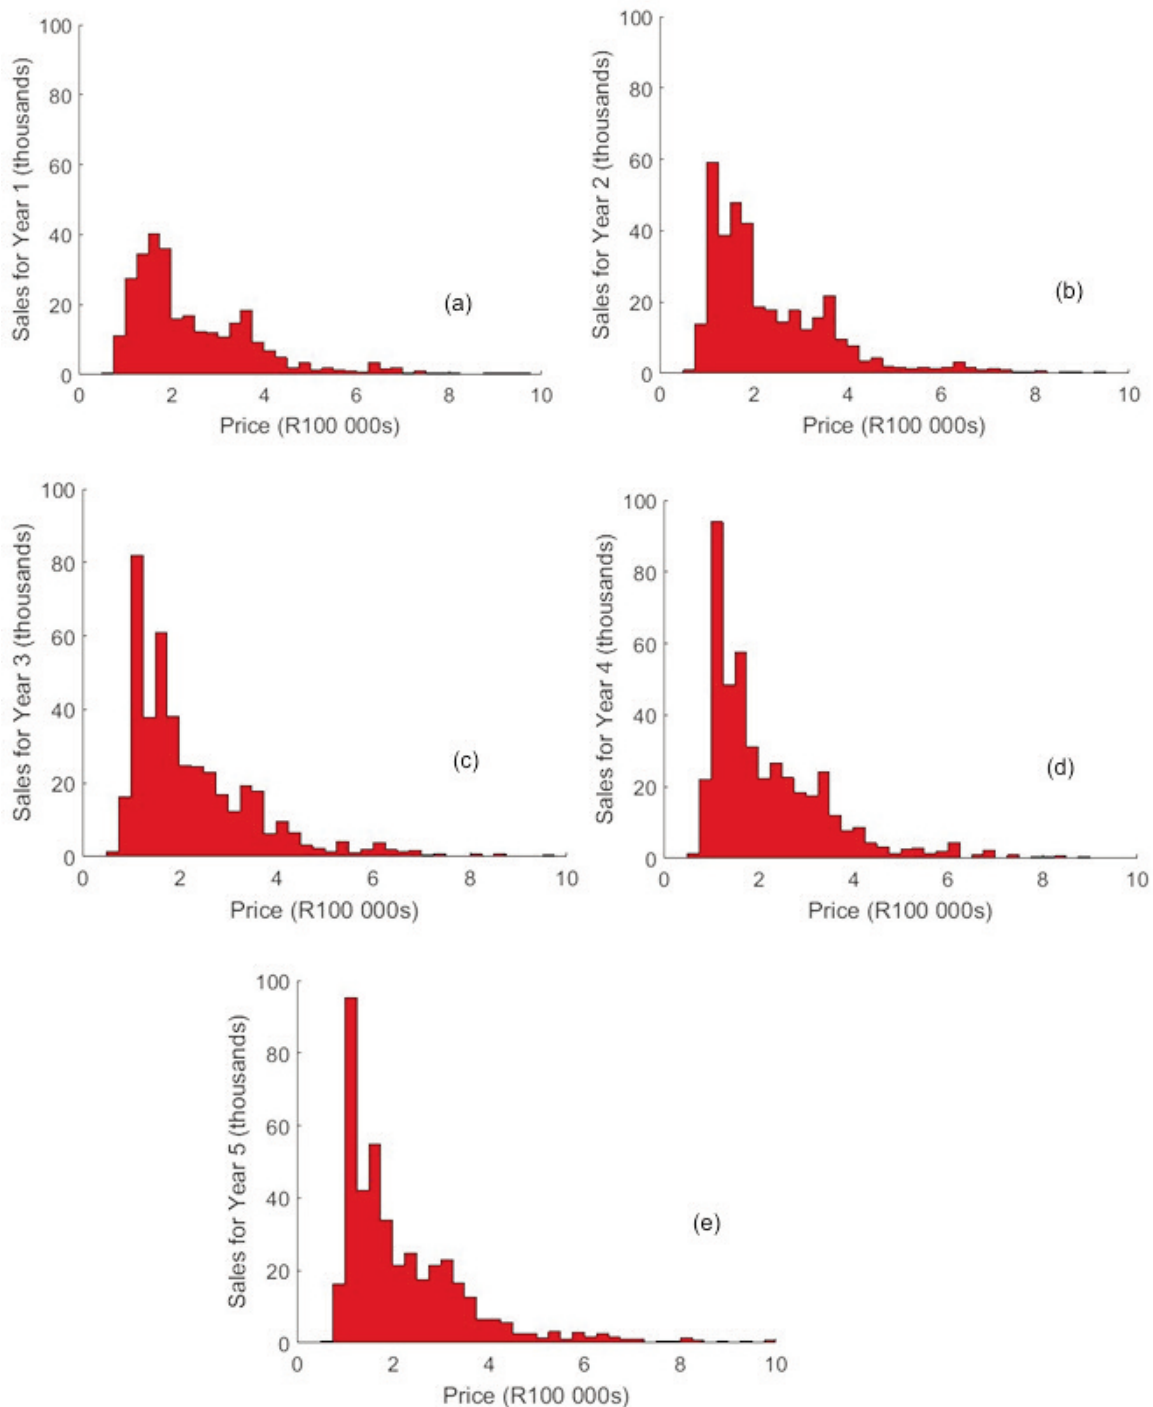 100
80
60
40
20
0
Sales for Year 1 (thousands)
(a)
0 2 4 6 8 10
Price (R100 000s)
100
80
60
40
20
0
Sales for Year 2 (thousands)
(b)
0 2 4 6 8 10
Price (R100 000s)
100
80
60
40
20
0
Sales for Year 3 (thousands)
(c)
0 2 4 6 8 10
Price (R100 000s)
100
80
60
40
20
0
Sales for Year 4 (thousands)
(d)
0 2 4 6 8 10
Price (R100 000s)
100
80
60
40
20
0
Sales for Year 5 (thousands)
(e)
0 2 4 6 8 10
Price (R100 000s)